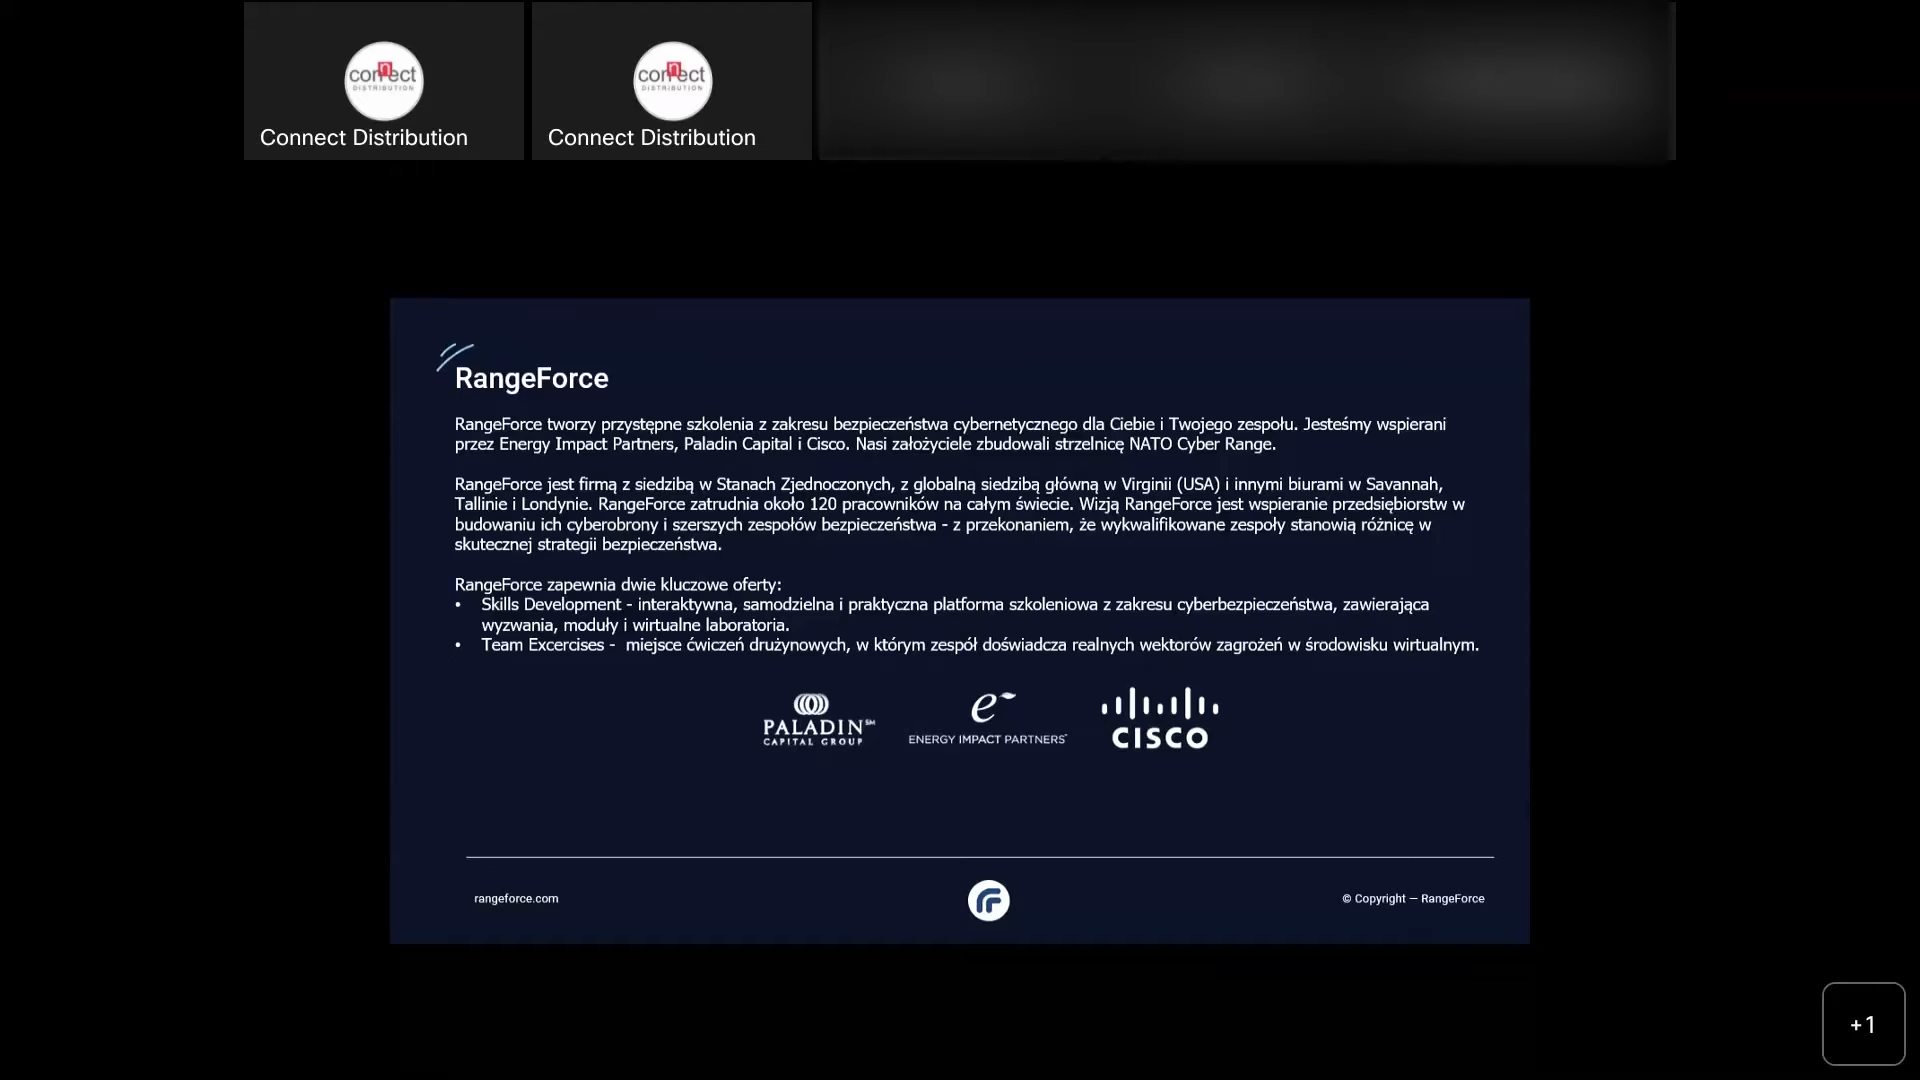 connect
DISTRIBUTION
Connect Distribution
connect
DISTRIBUTION
Connect Distribution
RangeForce
RangeForce tworzy przystępne szkolenia z zakresu bezpieczeństwa cybernetycznego dla Ciebie i Twojego zespołu. Jesteśmy wspierani
przez Energy Impact Partners, Paladin Capital i Cisco. Nasi założyciele zbudowali strzelnicę NATO Cyber Range.
RangeForce jest firmą z siedzibą w Stanach Zjednoczonych, z globalną siedzibą główną w Virginii (USA) i innymi biurami w Savannah,
Tallinie i Londynie. RangeForce zatrudnia około 120 pracowników na całym świecie. Wizją RangeForce jest wspieranie przedsiębiorstw w
budowaniu ich cyberobrony i szerszych zespołów bezpieczeństwa - z przekonaniem, że wykwalifikowane zespoły stanowią różnicę w
skutecznej strategii bezpieczeństwa.
RangeForce zapewnia dwie kluczowe oferty:
• Skills Development - interaktywna, samodzielna i praktyczna platforma szkoleniowa z zakresu cyberbezpieczeństwa, zawierająca
wyzwania, moduły i wirtualne laboratoria.
• Team Excercises - miejsce ćwiczeń drużynowych, w którym zespół doświadcza realnych wektorów zagrożeń w środowisku wirtualnym.
PALADIN℠
CAPITAL GROUP
e
ENERGY IMPACT PARTNERS
CISCO
rangeforce.com
© Copyright — RangeForce
+1